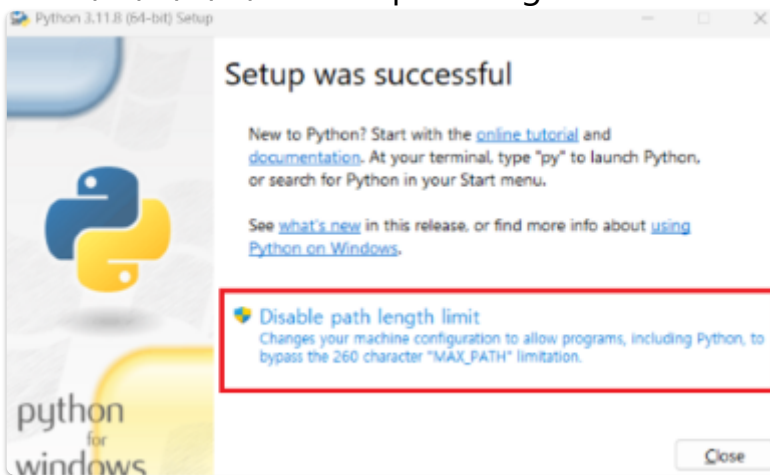 Python 3.11.8 (64-bit) Setup
Setup was successful
New to Python? Start with the online tutorial and
documentation. At your terminal, type "py" to launch Python,
or search for Python in your Start menu.
See what's new in this release, or find more info about using
Python on Windows.
Disable path length limit
Changes your machine configuration to allow programs, including Python, to
bypass the 260 character "MAX_PATH" limitation.
python
for
windows
Close